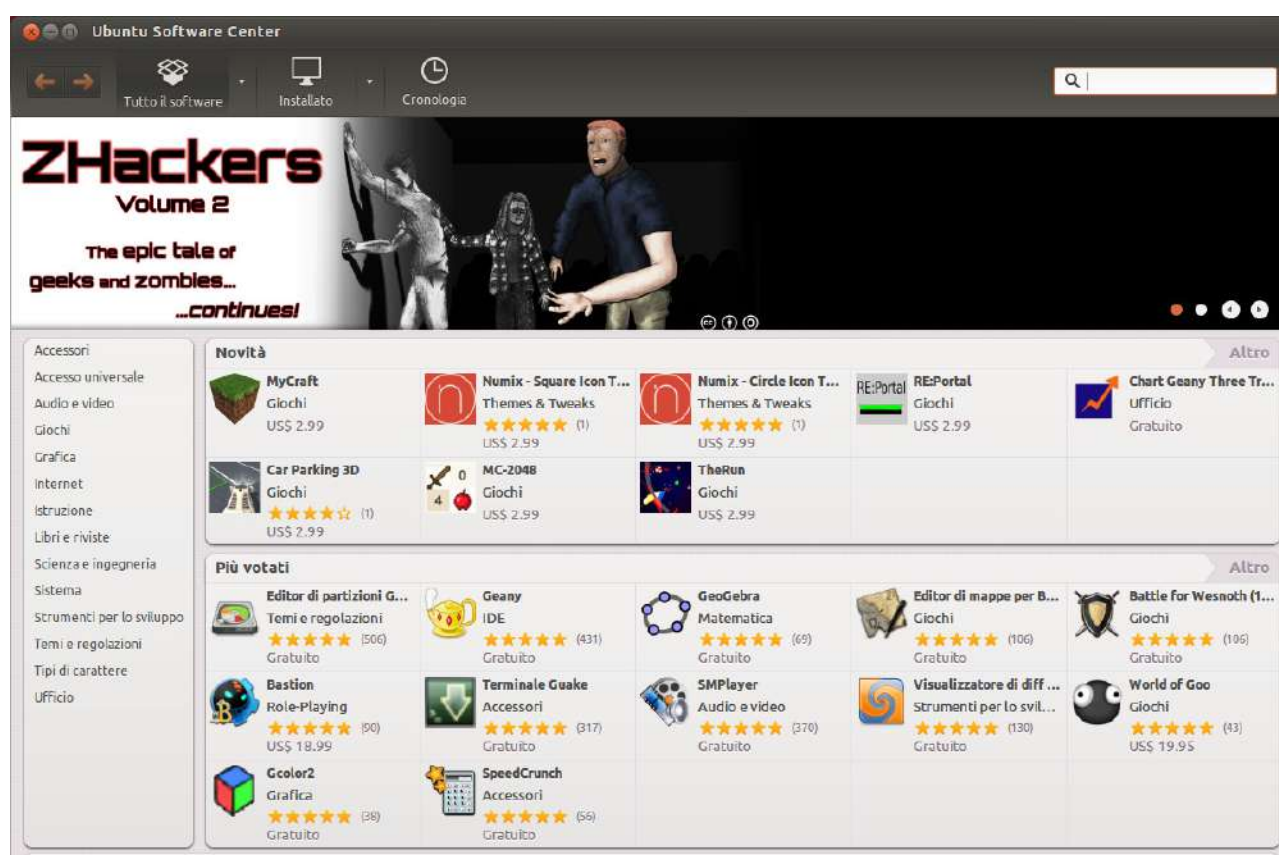 Ubuntu Software Center
Tutto il software
Installato
Cronologia
ZHackers
Volume 2
The epic tale of
geeks and zombies...
...continues!
Accessori
Accesso universale
Audio e video
Giochi
Grafica
Internet
Istruzione
Libri e riviste
Scienza e ingegneria
Sistema
Strumenti per lo sviluppo
Temi e regolazioni
Tipi di carattere
Ufficio
Novità
Altro
MyCraft
Giochi
US$ 2.99
Numix - Square Icon T...
Themes & Tweaks
(1)
US$ 2.99
Numix - Circle Icon T...
Themes & Tweaks
(1)
US$ 2.99
RE:Portal
RE:Portal
Giochi
US$ 2.99
Chart Geany Three Tr...
Ufficio
Gratuito
Car Parking 3D
Giochi
(1)
US$ 2.99
0
4
MC-2048
Giochi
US$ 2.99
TheRun
Giochi
US$ 2.99
Più votati
Altro
Editor di partizioni G...
Temi e regolazioni
(506)
Gratuito
Geany
IDE
(431)
Gratuito
GeoGebra
Matematica
(69)
Gratuito
Editor di mappe per B...
Giochi
(106)
Gratuito
Battle for Wesnoth (1...
Giochi
(106)
Gratuito
Bastion
Role-Playing
(90)
US$ 18.99
Terminale Guake
Accessori
(317)
Gratuito
SMPlayer
Audio e video
(370)
Gratuito
Visualizzatore di diff ...
Strumenti per lo svil...
(130)
Gratuito
World of Goo
Giochi
(43)
US$ 19.95
Gcolor2
Grafica
(38)
Gratuito
SpeedCrunch
Accessori
(56)
Gratuito